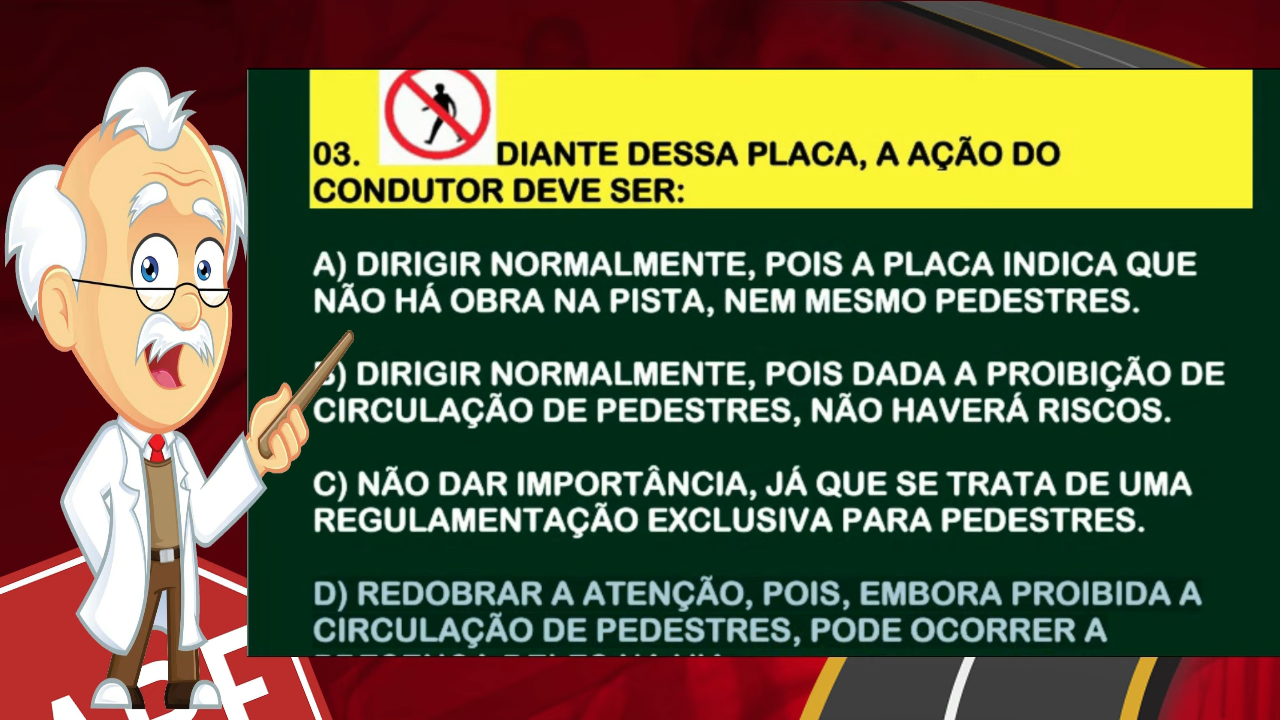 03. DIANTE DESSA PLACA, A AÇÃO DO
CONDUTOR DEVE SER:
A) DIRIGIR NORMALMENTE, POIS A PLACA INDICA QUE
NÃO HÁ OBRA NA PISTA, NEM MESMO PEDESTRES.
B) DIRIGIR NORMALMENTE, POIS DADA A PROIBIÇÃO DE
CIRCULAÇÃO DE PEDESTRES, NÃO HAVERÁ RISCOS.
C) NÃO DAR IMPORTÂNCIA, JÁ QUE SE TRATA DE UMA
REGULAMENTAÇÃO EXCLUSIVA PARA PEDESTRES.
D) REDOBRAR A ATENÇÃO, POIS, EMBORA PROIBIDA A
CIRCULAÇÃO DE PEDESTRES, PODE OCORRER A